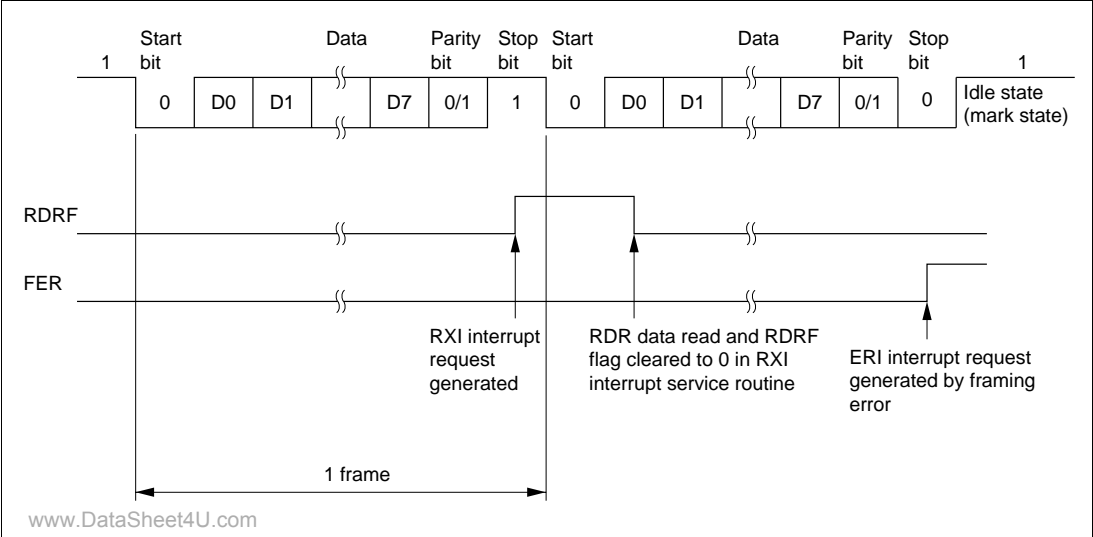 Start bit Data Parity bit Stop bit Start bit Data Parity bit Stop bit
1 1
0 D0 D1 D7 0/1 1 0 D0 D1 D7 0/1 0 Idle state (mark state)
RDRF
FER
RXI interrupt
request
generated
RDR data read and RDRF
flag cleared to 0 in RXI
interrupt service routine
ERI interrupt request
generated by framing
error
1 frame
www.DataSheet4U.com